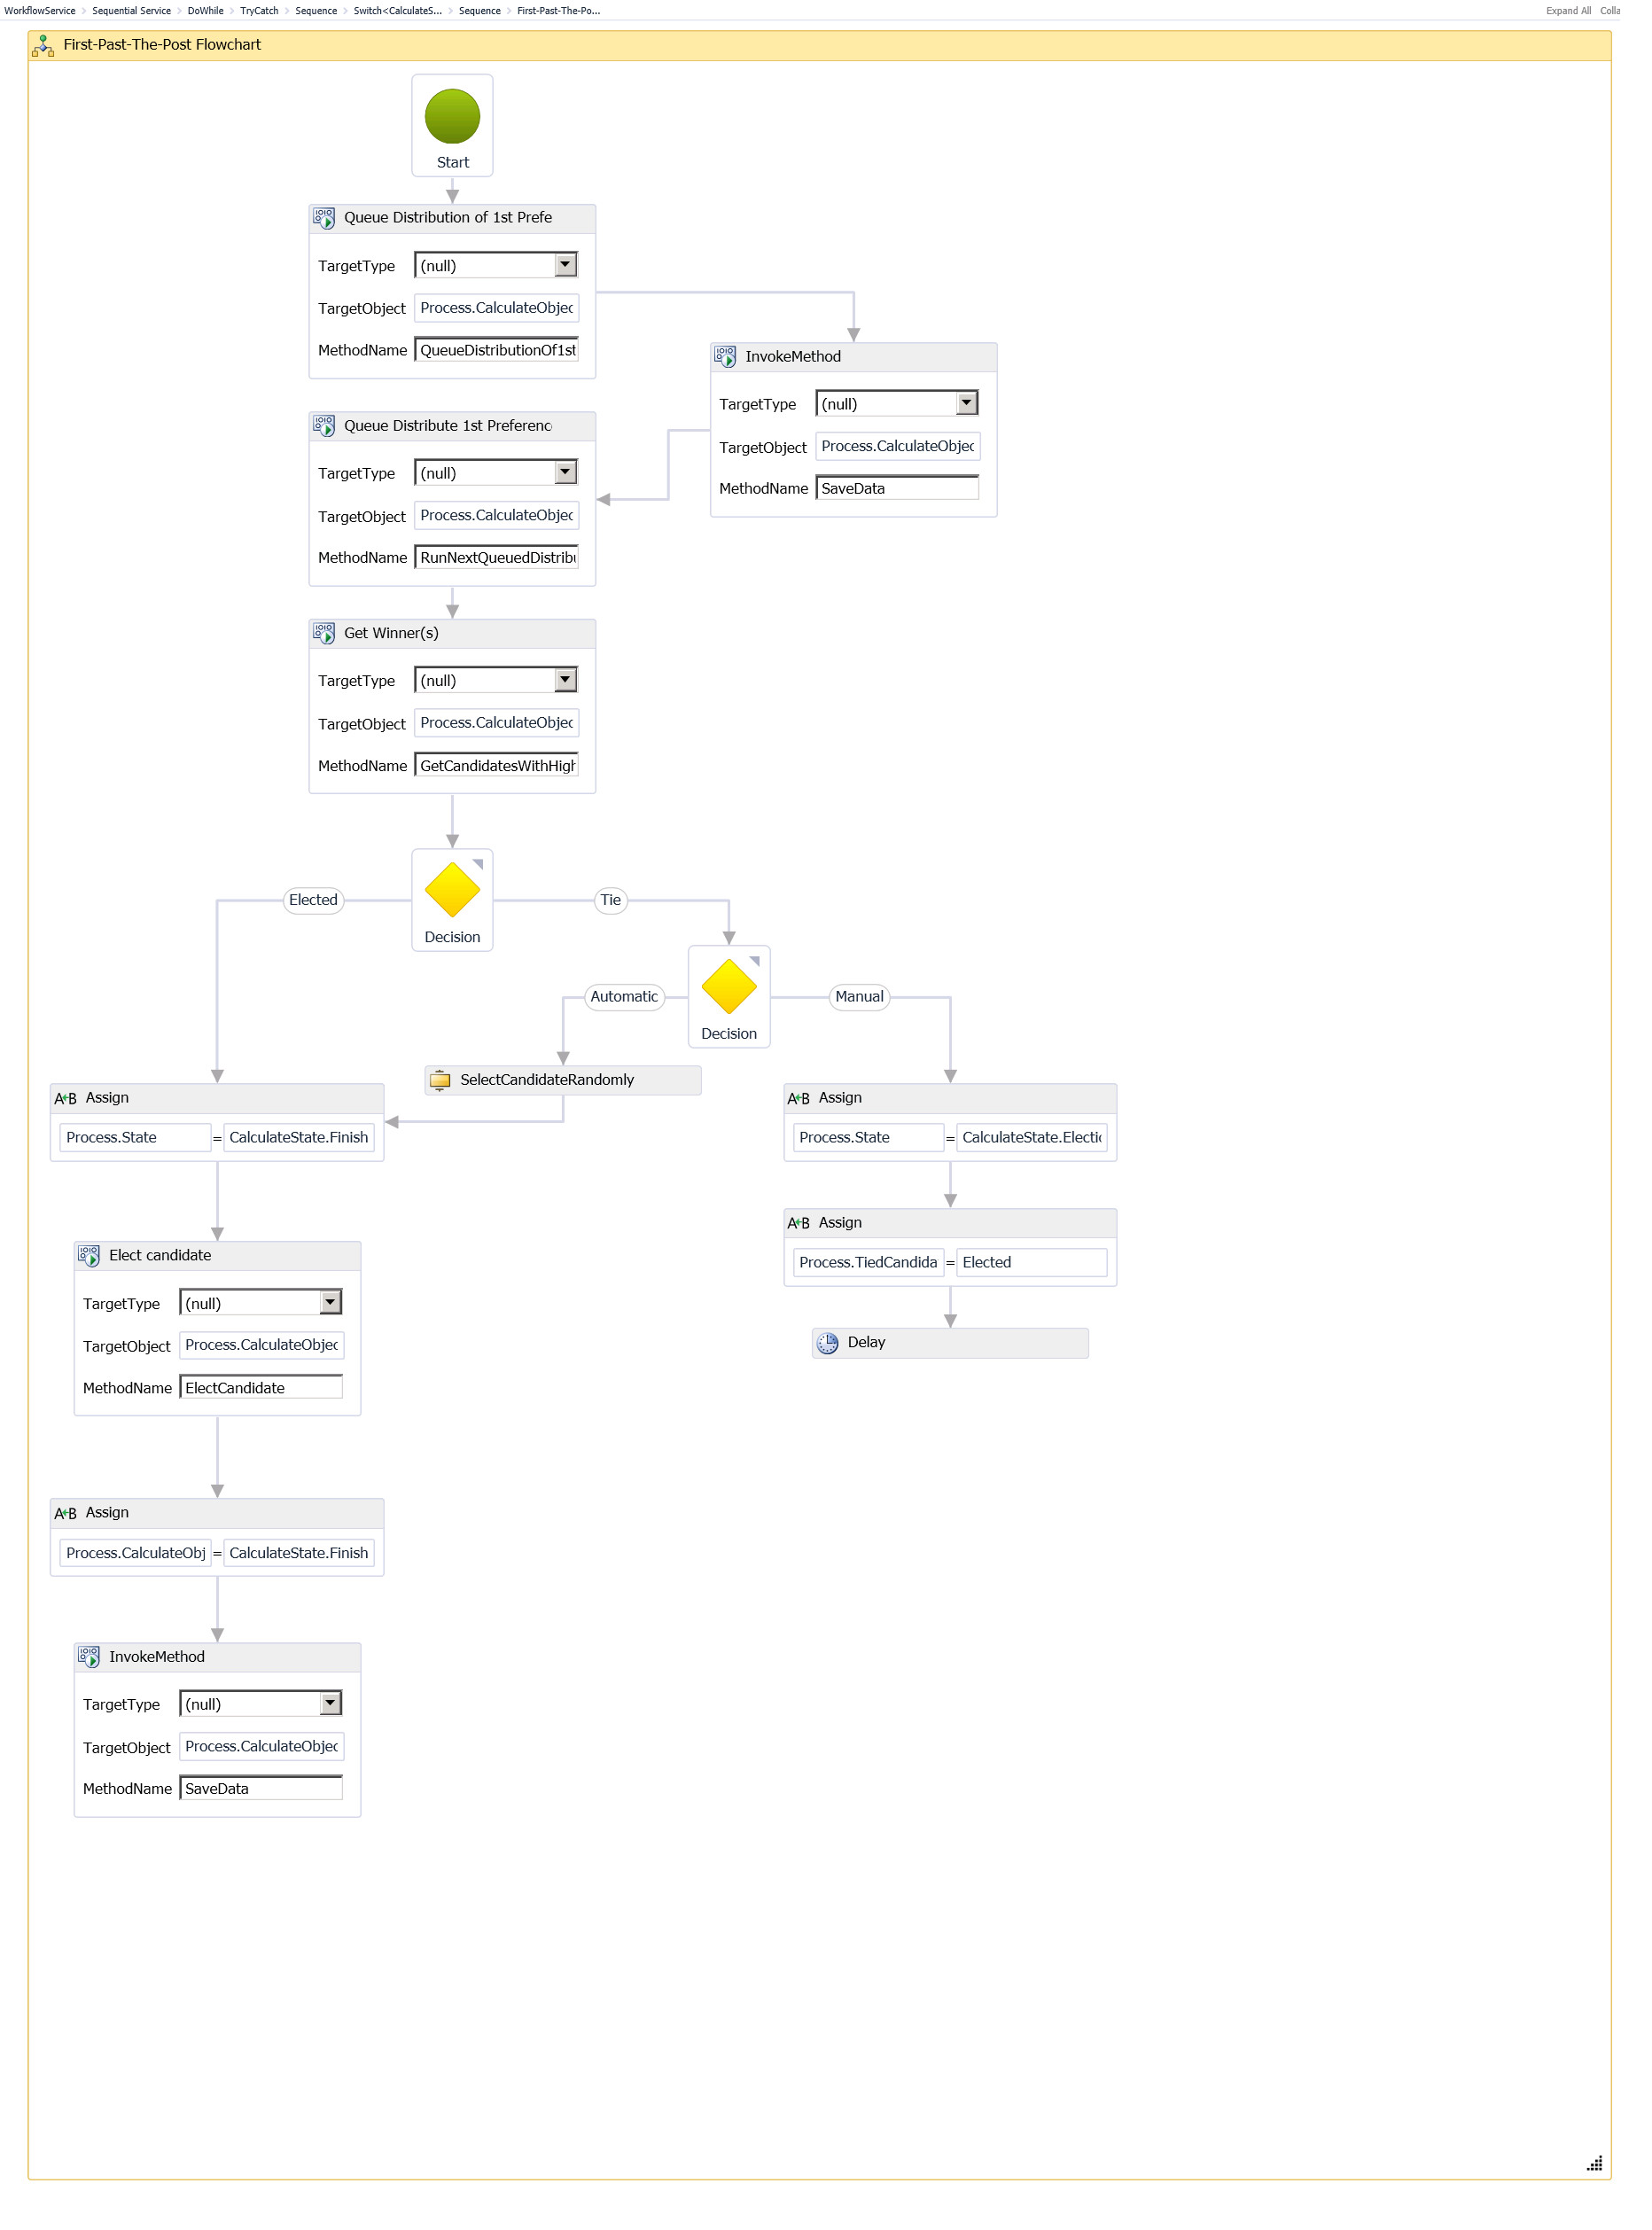 WorkflowService > Sequential Service > DoWhile > TryCatch > Sequence > Switch<CalculateS... > Sequence > First-Past-The-Po...
Expand All
First-Past-The-Post Flowchart
Start
Queue Distribution of 1st Prefe
TargetType (null)
TargetObject Process.CalculateObjec
MethodName QueueDistributionOf1st
InvokeMethod
TargetType (null)
TargetObject Process.CalculateObjec
MethodName SaveData
Queue Distribute 1st Preferenc
TargetType (null)
TargetObject Process.CalculateObjec
MethodName RunNextQueuedDistribu
Get Winner(s)
TargetType (null)
TargetObject Process.CalculateObjec
MethodName GetCandidatesWithHigh
Elected
Tie
Decision
Automatic
Manual
Decision
SelectCandidateRandomly
A B Assign
Process.State = CalculateState.Finish
A B Assign
Process.State = CalculateState.Electic
A B Assign
Process.TiedCandida = Elected
Elect candidate
TargetType (null)
TargetObject Process.CalculateObjec
MethodName ElectCandidate
Delay
A B Assign
Process.CalculateObj = CalculateState.Finish
InvokeMethod
TargetType (null)
TargetObject Process.CalculateObjec
MethodName SaveData